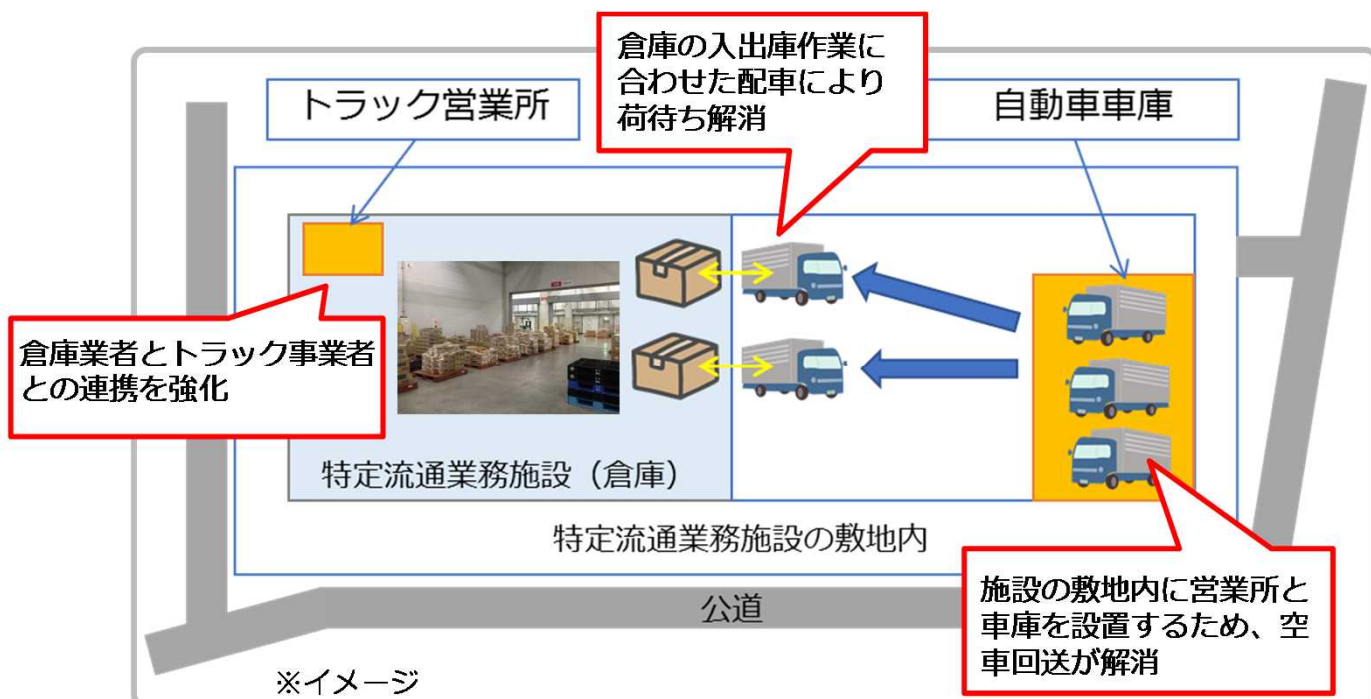 倉庫の入出庫作業に
合わせた配車により
荷待ち解消
トラック営業所
自動車車庫
倉庫業者とトラック事業者
との連携を強化
特定流通業務施設（倉庫）
特定流通業務施設の敷地内
施設の敷地内に営業所と
車庫を設置するため、空
車回送が解消
公道
※イメージ